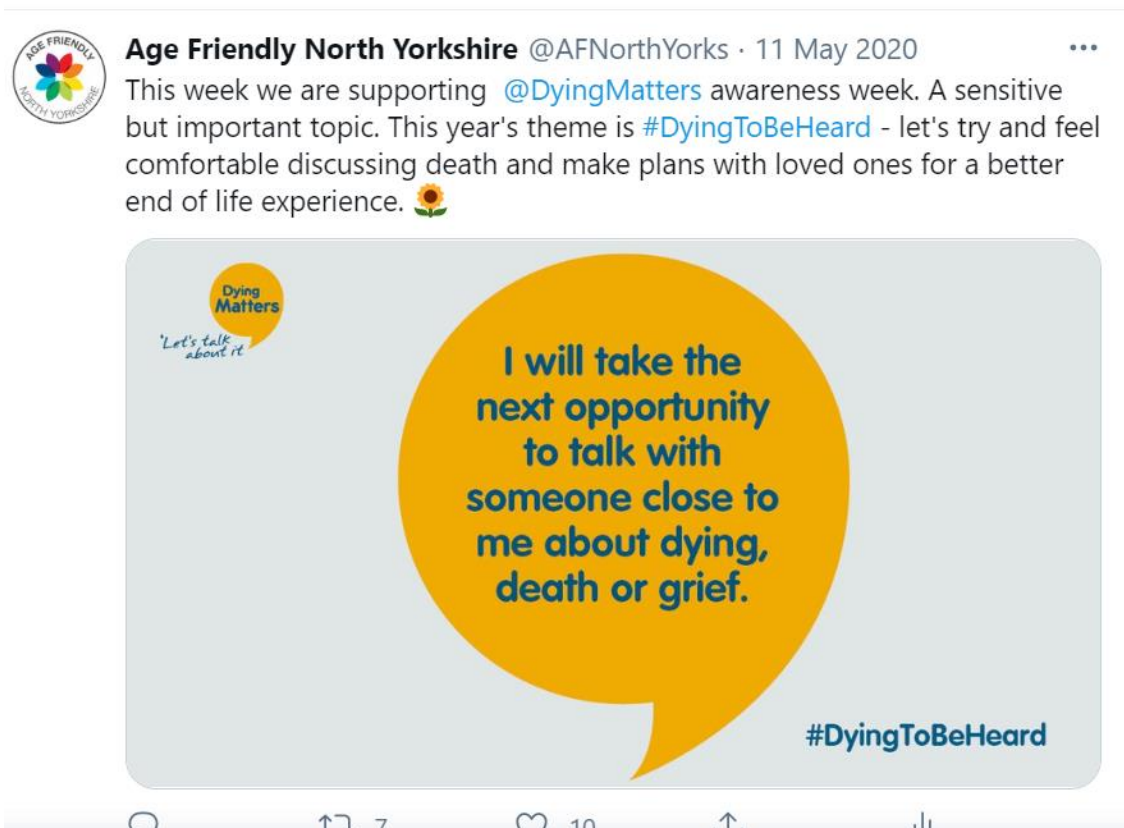 AGE FRIENDLY
NORTH YORKSHIRE
Age Friendly North Yorkshire @AFNorthYorks · 11 May 2020
This week we are supporting @DyingMatters awareness week. A sensitive
but important topic. This year's theme is #DyingToBeHeard - let's try and feel
comfortable discussing death and make plans with loved ones for a better
end of life experience. 🌻
Dying
Matters
'Let's talk
about it
I will take the
next opportunity
to talk with
someone close to
me about dying,
death or grief.
#DyingToBeHeard